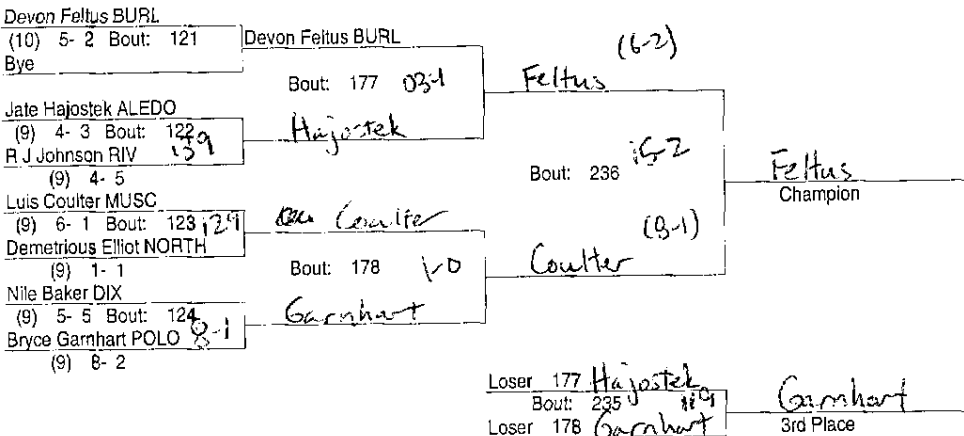 Devon Feltus BURL
(10) 5- 2 Bout: 121
Bye
Devon Feltus BURL
Bout: 177
Feltus
(6-2)
Jate Hajostek ALEDO
(9) 4- 3 Bout: 122
R J Johnson RIV
(9) 4- 5
Hajostek
Bout: 236
Feltus
Champion
Luis Coulter MUSC
(9) 6- 1 Bout: 123
Demetrious Elliot NORTH
(9) 1- 1
Coulter
Bout: 178 1-0
Coulter
Nile Baker DIX
(9) 5- 5 Bout: 124
Bryce Garnhart POLO 8-1
(9) 8- 2
Garnhart
Loser 177 Hajostek
Bout: 235
Loser 178 Garnhart
Garnhart
3rd Place